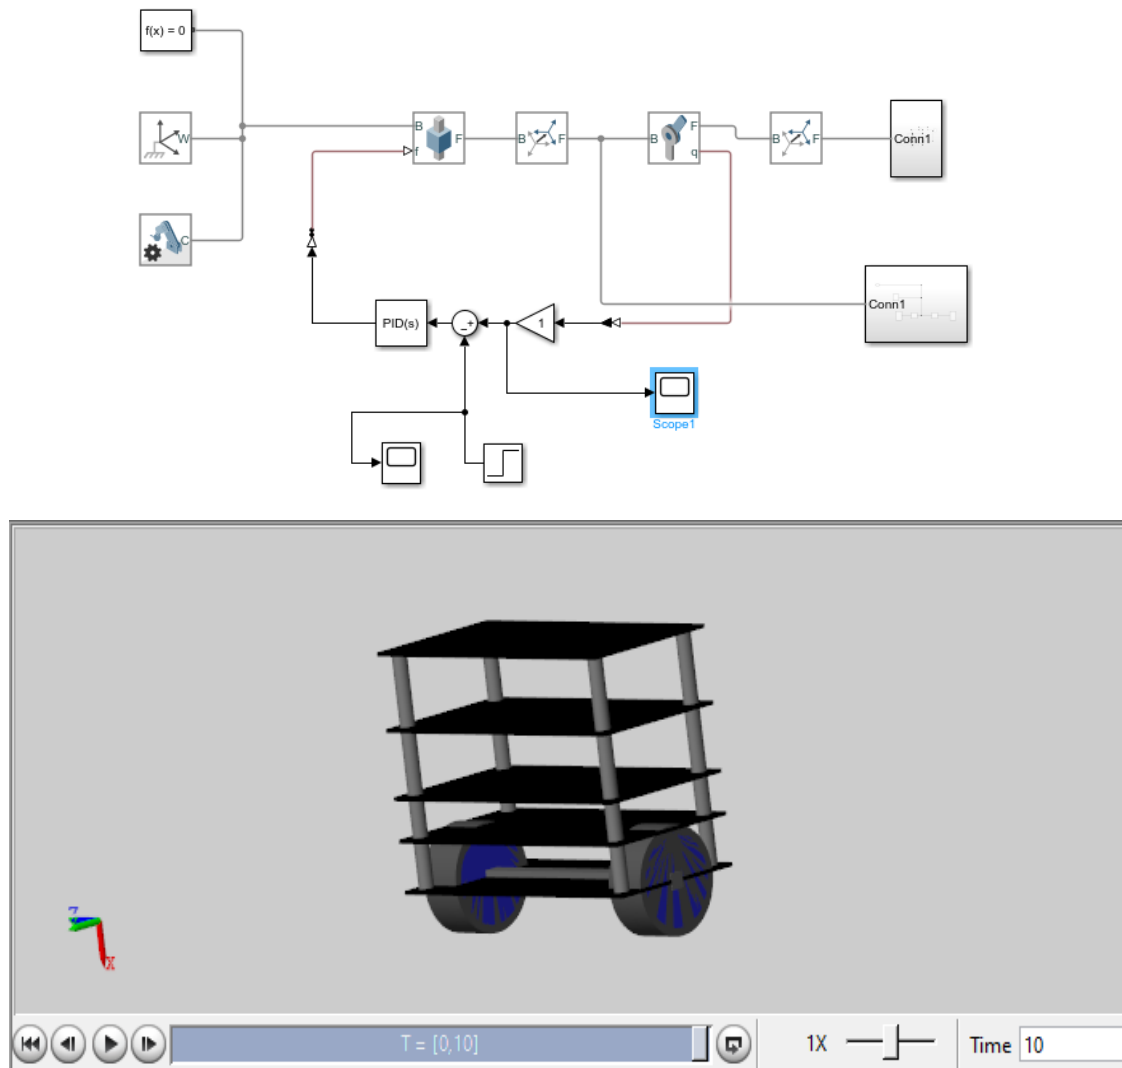 f(x) = 0
W
C
B
f
F
B
F
B
F
q
B
F
Conn1
Conn1
PID(s)
- +
1
Scope1
Z
X
T = [0,10]
1X
Time 10